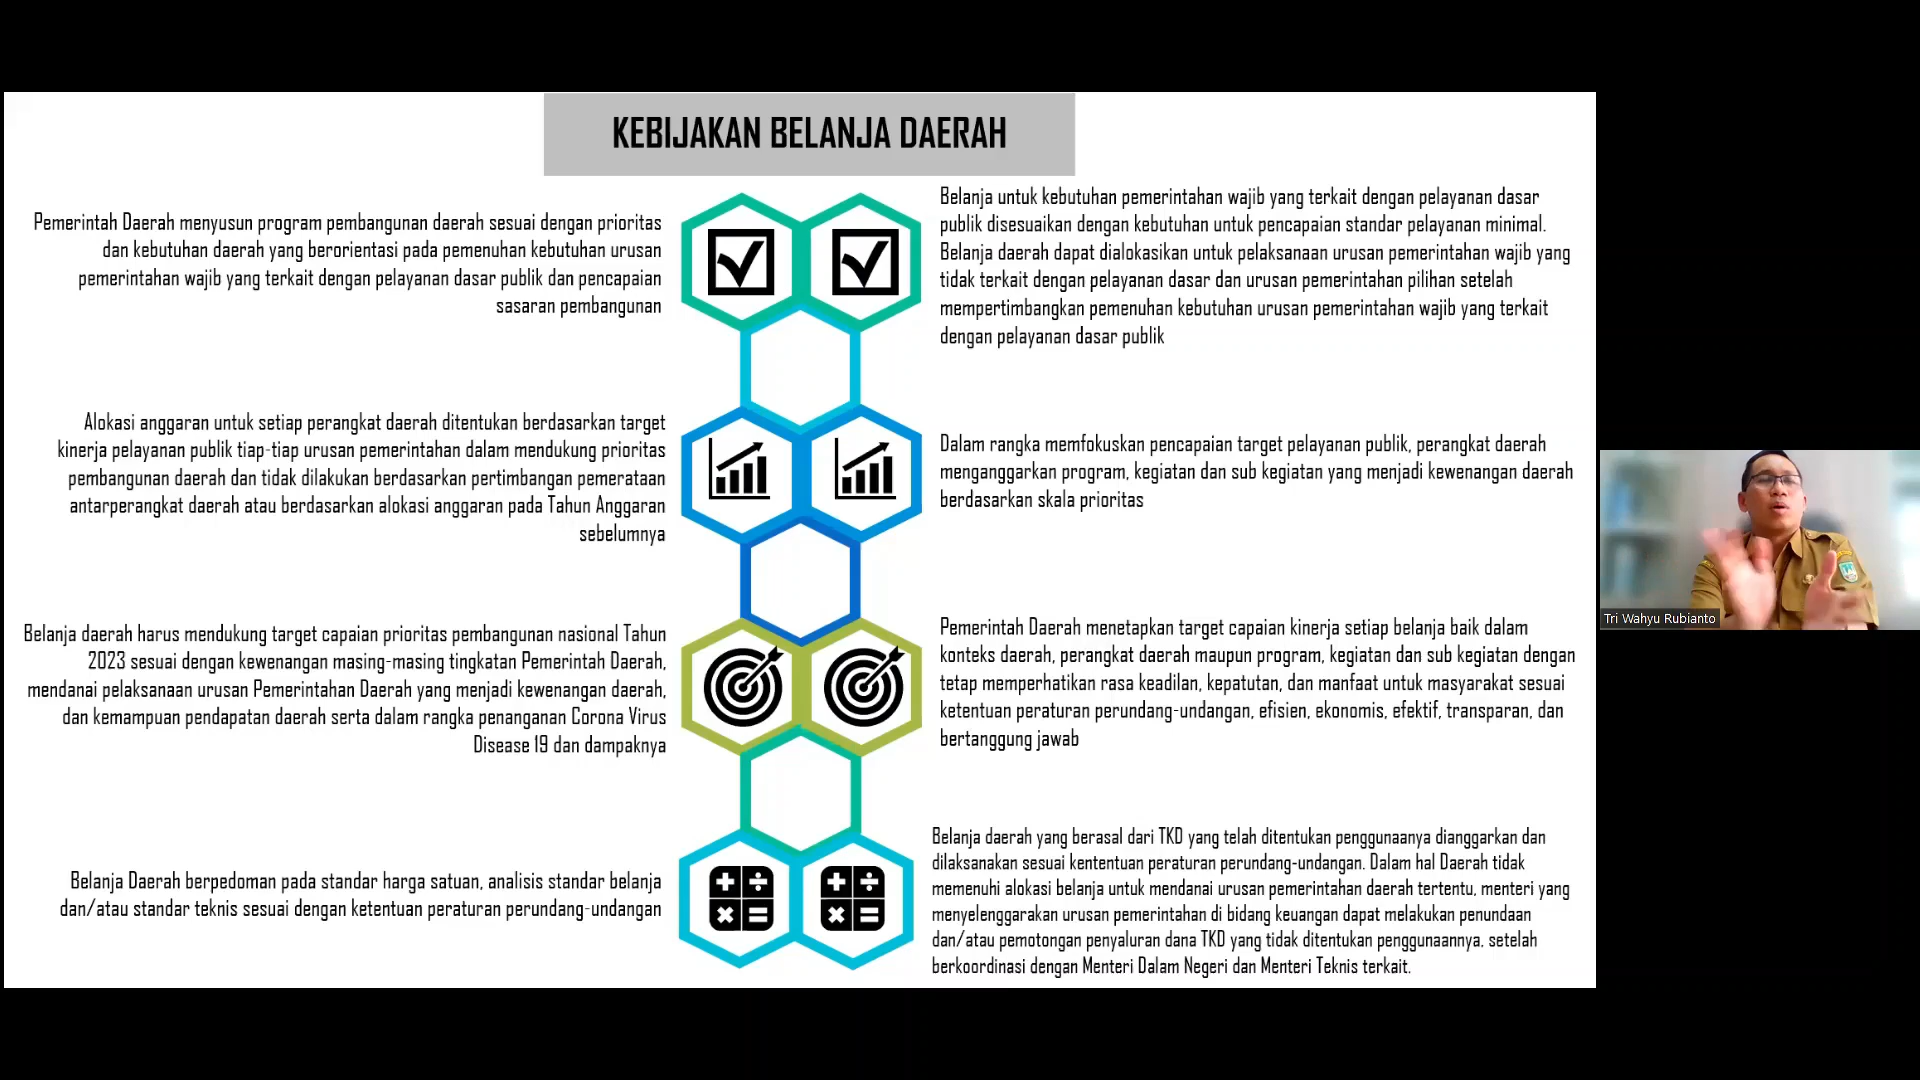 KEBIJAKAN BELANJA DAERAH
Pemerintah Daerah menyusun program pembangunan daerah sesuai dengan prioritas
dan kebutuhan daerah yang berorientasi pada pemenuhan kebutuhan urusan
pemerintahan wajib yang terkait dengan pelayanan dasar publik dan pencapaian
sasaran pembangunan
Belanja untuk kebutuhan pemerintahan wajib yang terkait dengan pelayanan dasar
publik disesuaikan dengan kebutuhan untuk pencapaian standar pelayanan minimal.
Belanja daerah dapat dialokasikan untuk pelaksanaan urusan pemerintahan wajib yang
tidak terkait dengan pelayanan dasar dan urusan pemerintahan pilihan setelah
mempertimbangkan pemenuhan kebutuhan urusan pemerintahan wajib yang terkait
dengan pelayanan dasar publik
Alokasi anggaran untuk setiap perangkat daerah ditentukan berdasarkan target
kinerja pelayanan publik tiap-tiap urusan pemerintahan dalam mendukung prioritas
pembangunan daerah dan tidak dilakukan berdasarkan pertimbangan pemerataan
antarperangkat daerah atau berdasarkan alokasi anggaran pada Tahun Anggaran
sebelumnya
Dalam rangka memfokuskan pencapaian target pelayanan publik, perangkat daerah
menganggarkan program, kegiatan dan sub kegiatan yang menjadi kewenangan daerah
berdasarkan skala prioritas
Belanja daerah harus mendukung target capaian prioritas pembangunan nasional Tahun
2023 sesuai dengan kewenangan masing-masing tingkatan Pemerintah Daerah,
mendanai pelaksanaan urusan Pemerintahan Daerah yang menjadi kewenangan daerah,
dan kemampuan pendapatan daerah serta dalam rangka penanganan Corona Virus
Disease 19 dan dampaknya
Pemerintah Daerah menetapkan target capaian kinerja setiap belanja baik dalam
konteks daerah, perangkat daerah maupun program, kegiatan dan sub kegiatan dengan
tetap memperhatikan rasa keadilan, kepatutan, dan manfaat untuk masyarakat sesuai
ketentuan peraturan perundang-undangan, efisien, ekonomis, efektif, transparan, dan
bertanggung jawab
Belanja Daerah berpedoman pada standar harga satuan, analisis standar belanja
dan/atau standar teknis sesuai dengan ketentuan peraturan perundang-undangan
Belanja daerah yang berasal dari TKD yang telah ditentukan penggunaanya dianggarkan dan
dilaksanakan sesuai kententuan peraturan perundang-undangan. Dalam hal Daerah tidak
memenuhi alokasi belanja untuk mendanai urusan pemerintahan daerah tertentu, menteri yang
menyelenggarakan urusan pemerintahan di bidang keuangan dapat melakukan penundaan
dan/atau pemotongan penyaluran dana TKD yang tidak ditentukan penggunaannya, setelah
berkoordinasi dengan Menteri Dalam Negeri dan Menteri Teknis terkait.
Tri Wahyu Rubianto